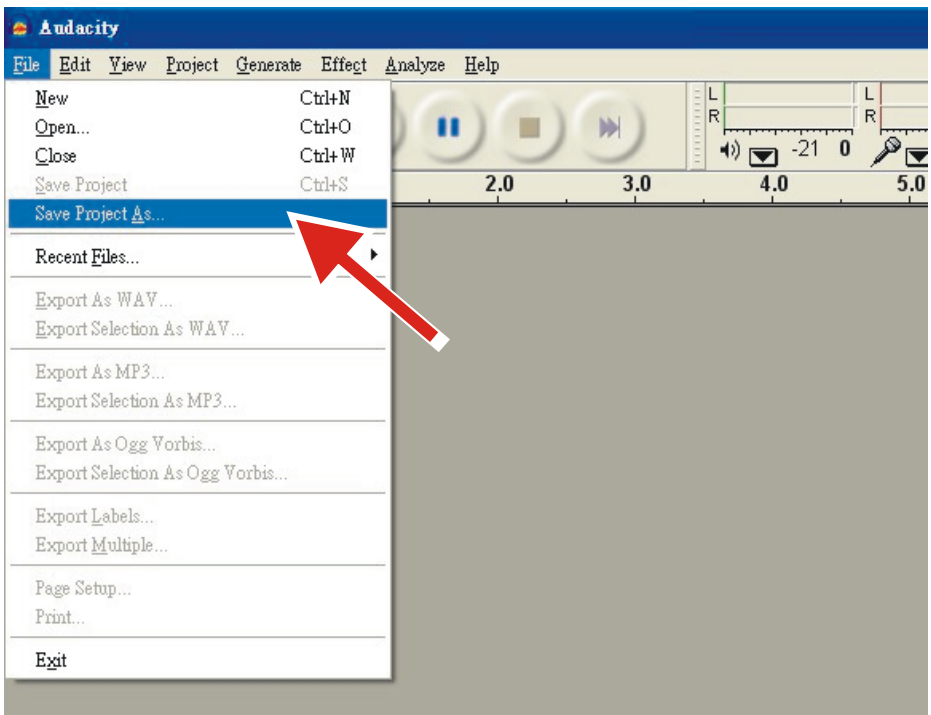 Audacity
File Edit View Project Generate Effect Analyze Help
New Ctrl+N
Open... Ctrl+O
Close Ctrl+W
Save Project Ctrl+S
Save Project As...
Recent Files...
Export As WAV...
Export Selection As WAV...
Export As MP3...
Export Selection As MP3...
Export As Ogg Vorbis...
Export Selection As Ogg Vorbis...
Export Labels...
Export Multiple...
Page Setup...
Print...
Exit
L L
R R
-21 0
2.0 3.0 4.0 5.0